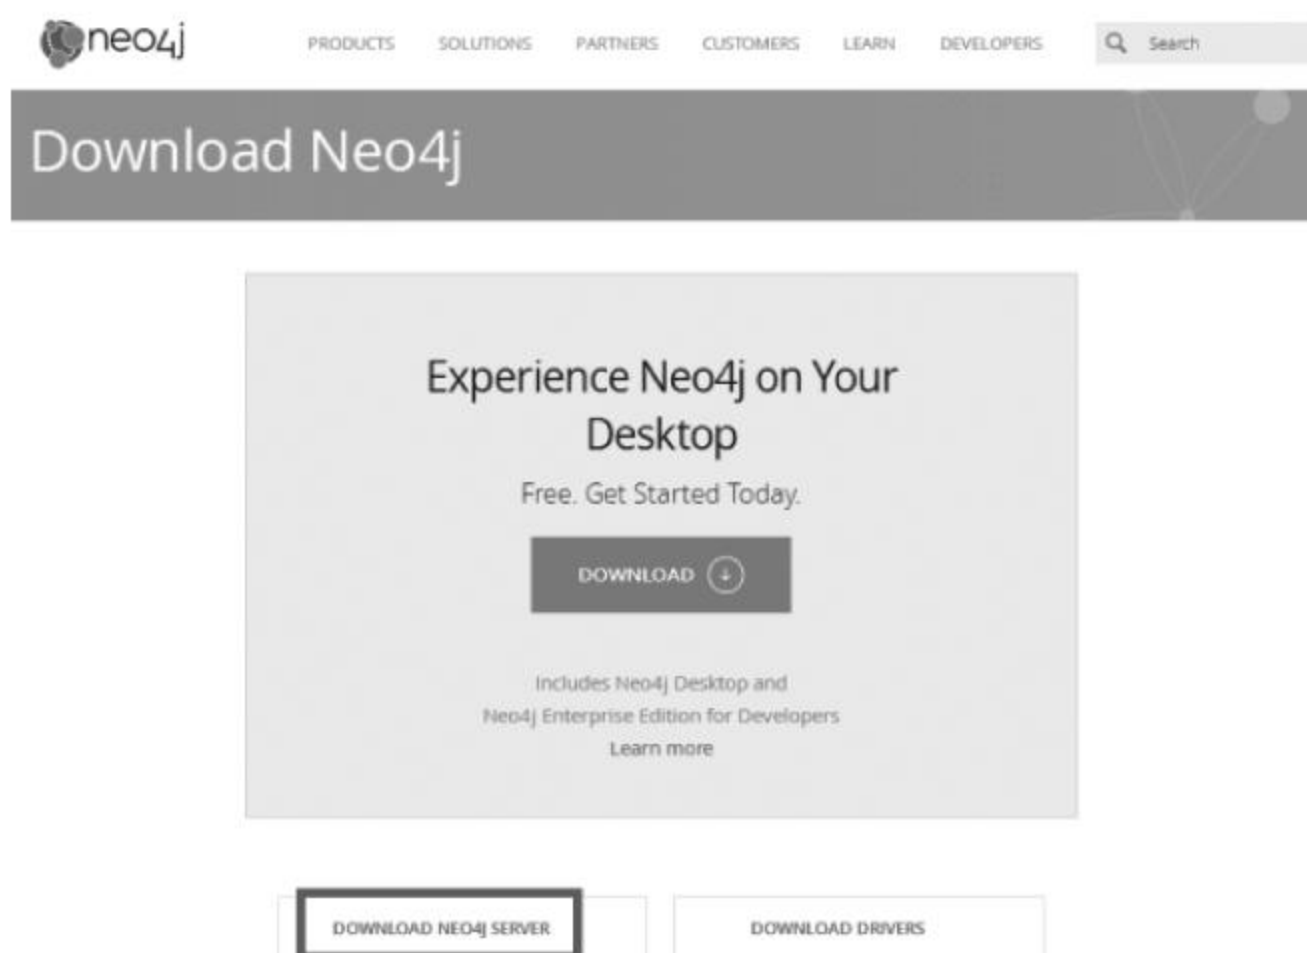 neo4j
PRODUCTS SOLUTIONS PARTNERS CUSTOMERS LEARN DEVELOPERS Search
Download Neo4j
Experience Neo4j on Your
Desktop
Free. Get Started Today.
DOWNLOAD
Includes Neo4j Desktop and
Neo4j Enterprise Edition for Developers
Learn more
DOWNLOAD NEO4J SERVER DOWNLOAD DRIVERS